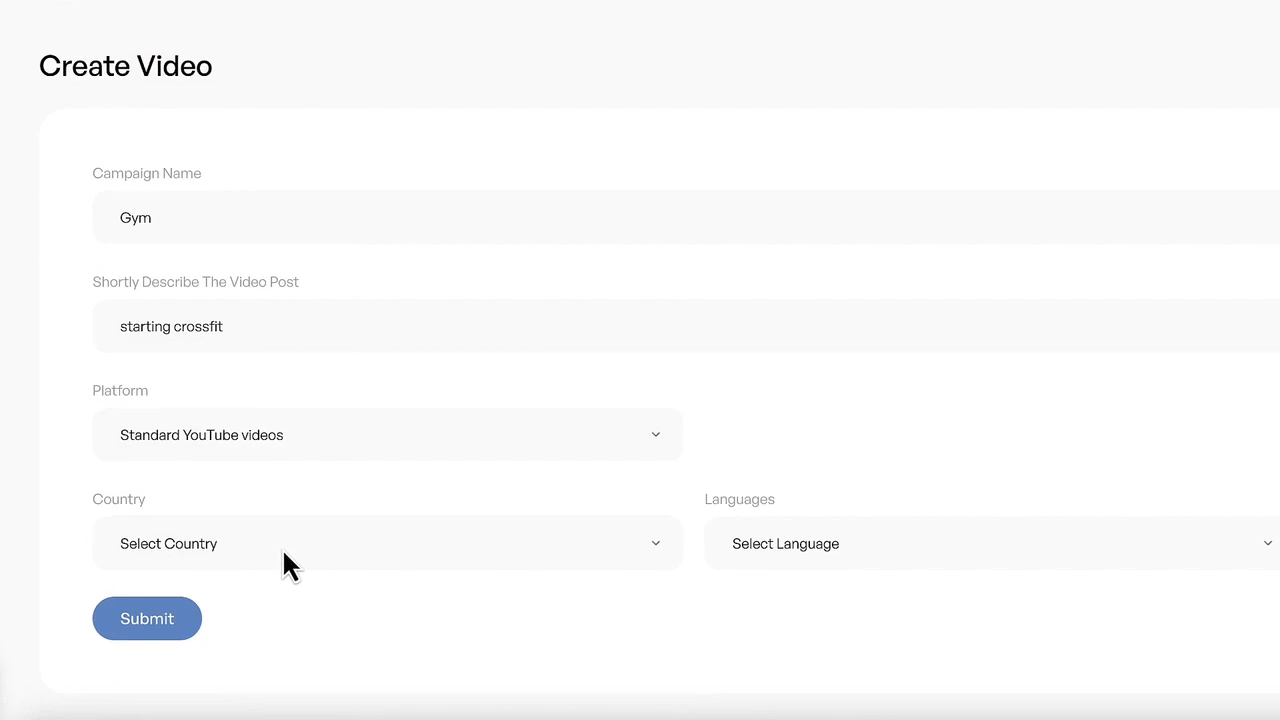 Create Video
Campaign Name
Gym
Shortly Describe The Video Post
starting crossfit
Platform
Standard YouTube videos
Country
Languages
Select Country
Select Language
Submit